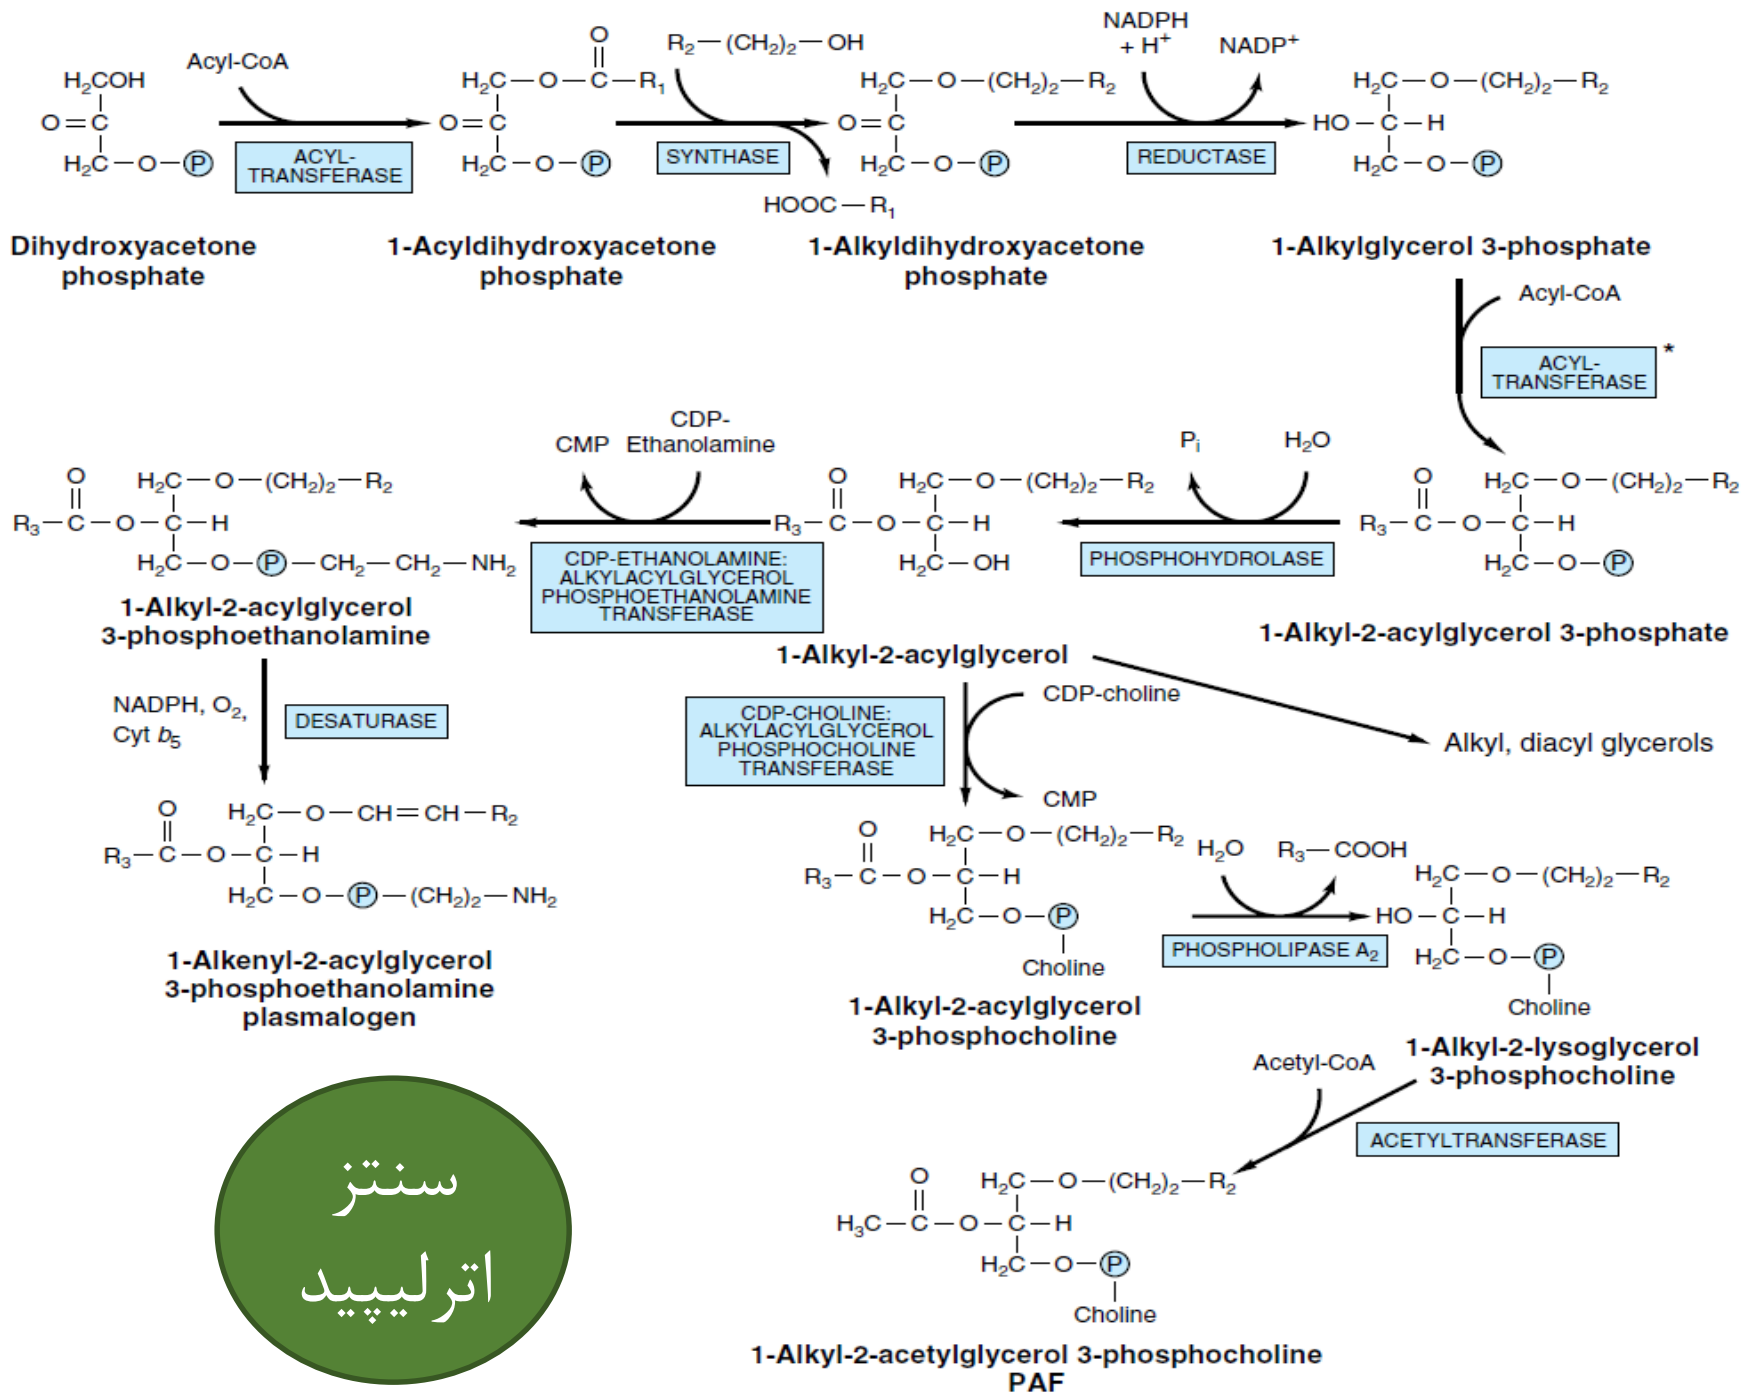 Acyl-CoA
H₂COH
O=C
H₂C—O—P
ACYL-
TRANSFERASE
Dihydroxyacetone
phosphate
O
H₂C—O—C—R₁
O=C
H₂C—O—P
1-Acyldihydroxyacetone
phosphate
R₂—(CH₂)₂—OH
SYNTHASE
HOOC—R₁
H₂C—O—(CH₂)₂—R₂
O=C
H₂C—O—P
1-Alkyldihydroxyacetone
phosphate
NADPH
+ H⁺
NADP⁺
REDUCTASE
H₂C—O—(CH₂)₂—R₂
HO—C—H
H₂C—O—P
1-Alkylglycerol 3-phosphate
Acyl-CoA
ACYL-
TRANSFERASE
*
O
H₂C—O—(CH₂)₂—R₂
R₃—C—O—C—H
H₂C—O—P
1-Alkyl-2-acylglycerol 3-phosphate
Pᵢ
H₂O
PHOSPHOHYDROLASE
O
H₂C—O—(CH₂)₂—R₂
R₃—C—O—C—H
H₂C—OH
1-Alkyl-2-acylglycerol
CDP-
CMP Ethanolamine
CDP-ETHANOLAMINE:
ALKYLACYLGLYCEROL
PHOSPHOETHANOLAMINE
TRANSFERASE
O
H₂C—O—(CH₂)₂—R₂
R₃—C—O—C—H
H₂C—O—P—CH₂—CH₂—NH₂
1-Alkyl-2-acylglycerol
3-phosphoethanolamine
NADPH, O₂,
Cyt b₅
DESATURASE
O
H₂C—O—CH=CH—R₂
R₃—C—O—C—H
H₂C—O—P—(CH₂)₂—NH₂
1-Alkenyl-2-acylglycerol
3-phosphoethanolamine
plasmalogen
CDP-choline
CDP-CHOLINE:
ALKYLACYLGLYCEROL
PHOSPHOCHOLINE
TRANSFERASE
CMP
Alkyl, diacyl glycerols
O
H₂C—O—(CH₂)₂—R₂
R₃—C—O—C—H
H₂C—O—P
Choline
1-Alkyl-2-acylglycerol
3-phosphocholine
H₂O
R₃—COOH
PHOSPHOLIPASE A₂
H₂C—O—(CH₂)₂—R₂
HO—C—H
H₂C—O—P
Choline
1-Alkyl-2-lysoglycerol
3-phosphocholine
Acetyl-CoA
ACETYLTRANSFERASE
O
H₂C—O—(CH₂)₂—R₂
H₃C—C—O—C—H
H₂C—O—P
Choline
1-Alkyl-2-acetylglycerol 3-phosphocholine
PAF
سنتز
اترلیپید